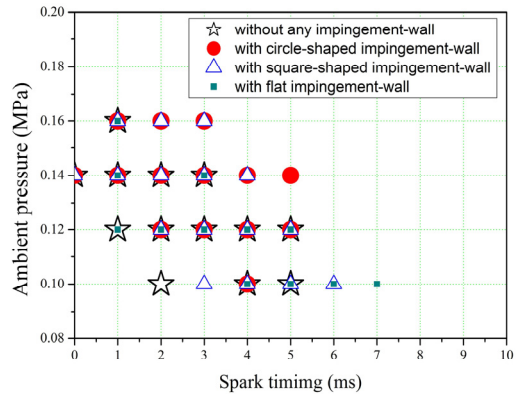 0.20
without any impingement-wall
with circle-shaped impingement-wall
with square-shaped impingement-wall
with flat impingement-wall
0.18
0.16
0.14
0.12
0.10
0.08
Ambient pressure (MPa)
0 1 2 3 4 5 6 7 8 9 10
Spark timimg (ms)